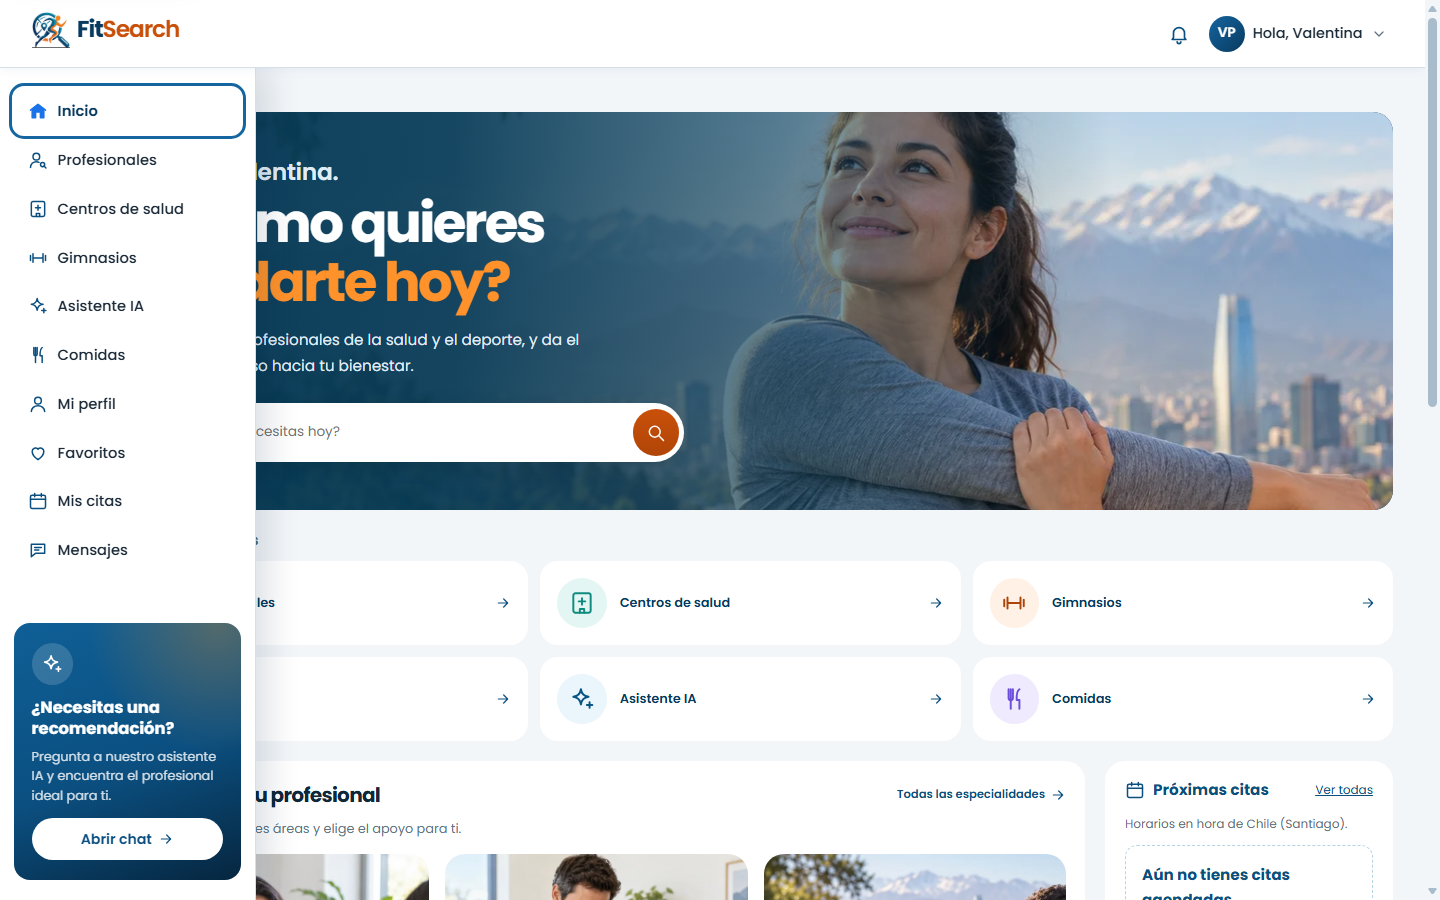 FitSearch
VP
Hola, Valentina
Inicio
Profesionales
Centros de salud
Gimnasios
Asistente IA
Comidas
Mi perfil
Favoritos
Mis citas
Mensajes
¿Necesitas una
recomendación?
Pregunta a nuestro asistente
IA y encuentra el profesional
ideal para ti.
Abrir chat
lentina.
mo quieres
darte hoy?
ofesionales de la salud y el deporte, y da el
so hacia tu bienestar.
cesitas hoy?
s
les
Centros de salud
Gimnasios
Asistente IA
Comidas
u profesional
Todas las especialidades
es áreas y elige el apoyo para ti.
Próximas citas
Ver todas
Horarios en hora de Chile (Santiago).
Aún no tienes citas
agendadas